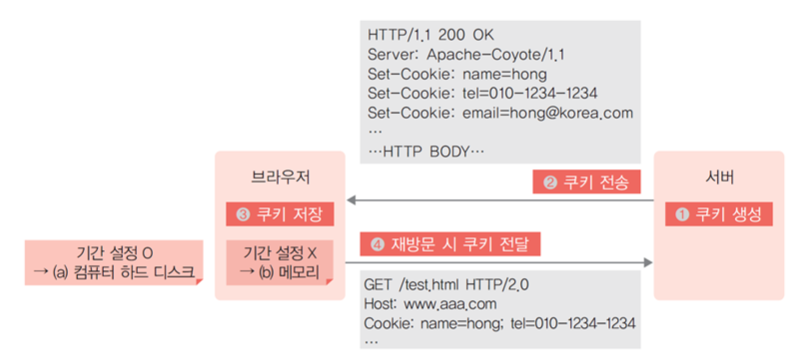 HTTP/1.1 200 OK
Server: Apache-Coyote/1.1
Set-Cookie: name=hong
Set-Cookie: tel=010-1234-1234
Set-Cookie: email=hong@korea.com
…
…HTTP BODY…
브라우저
❷ 쿠키 전송
서버
❸ 쿠키 저장
❶ 쿠키 생성
기간 설정 O
→ (a) 컴퓨터 하드 디스크
기간 설정 X
→ (b) 메모리
❹ 재방문 시 쿠키 전달
GET /test.html HTTP/2.0
Host: www.aaa.com
Cookie: name=hong; tel=010-1234-1234
…